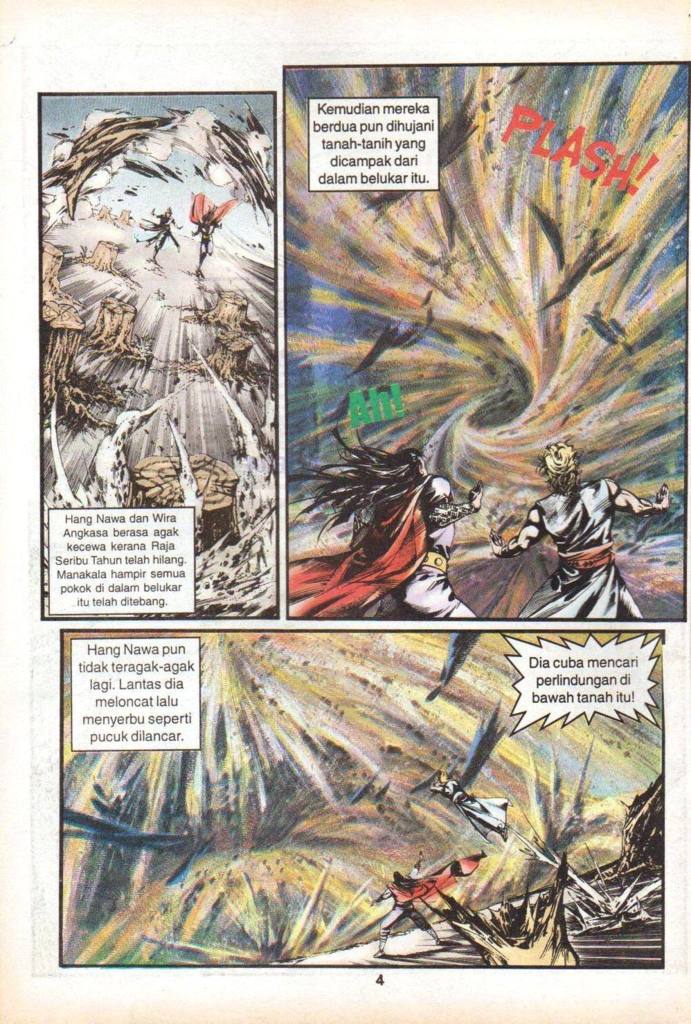 Hang Nawa dan Wira
Angkasa berasa agak
kecewa kerana Raja
Seribu Tahun telah hilang.
Manakala hampir semua
pokok di dalam belukar
itu telah ditebang.
Kemudian mereka
berdua pun dihujani
tanah-tanih yang
dicampak dari
dalam belukar itu.
PLASH!
Ah!
Hang Nawa pun
tidak teragak-agak
lagi. Lantas dia
meloncat lalu
menyerbu seperti
pucuk dilancar.
Dia cuba mencari
perlindungan di
bawah tanah itu!
4